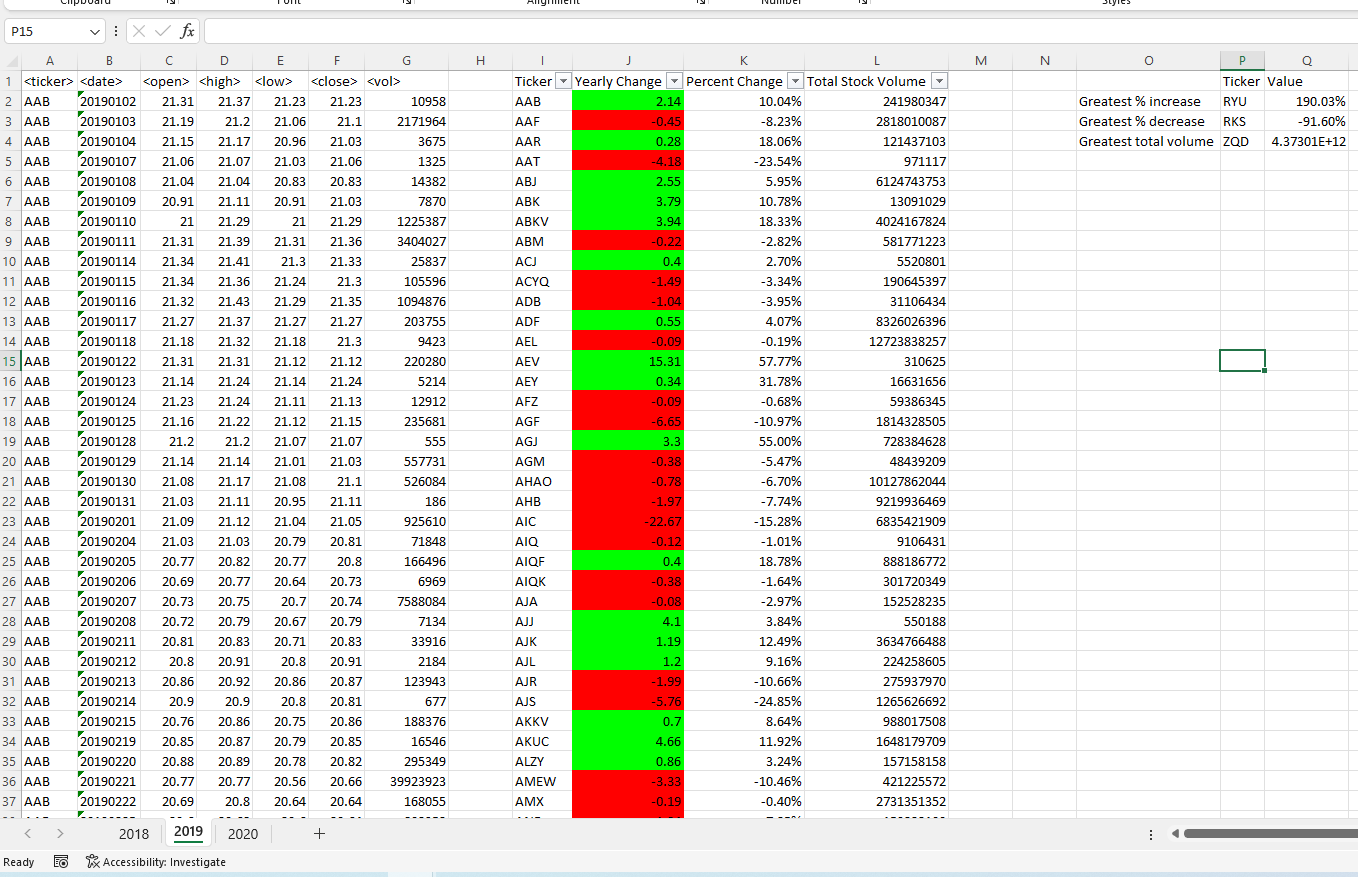 Clipboard Font Alignment Number Styles
P15 fx
A B C D E F G H I J K L M N O P Q
1 <ticker> <date> <open> <high> <low> <close> <vol> Ticker Yearly Change Percent Change Total Stock Volume Ticker Value
2 AAB 20190102 21.31 21.37 21.23 21.23 10958 AAB 2.14 10.04% 241980347 Greatest % increase RYU 190.03%
3 AAB 20190103 21.19 21.2 21.06 21.1 2171964 AAF -0.45 -8.23% 2818010087 Greatest % decrease RKS -91.60%
4 AAB 20190104 21.15 21.17 20.96 21.03 3675 AAR 0.28 18.06% 121437103 Greatest total volume ZQD 4.37301E+12
5 AAB 20190107 21.06 21.07 21.03 21.06 1325 AAT -4.18 -23.54% 971117
6 AAB 20190108 21.04 21.04 20.83 20.83 14382 ABJ 2.55 5.95% 6124743753
7 AAB 20190109 20.91 21.11 20.91 21.03 7870 ABK 3.79 10.78% 13091029
8 AAB 20190110 21 21.29 21 21.29 1225387 ABKV 3.94 18.33% 4024167824
9 AAB 20190111 21.31 21.39 21.31 21.36 3404027 ABM -0.22 -2.82% 581771223
10 AAB 20190114 21.34 21.41 21.3 21.33 25837 ACJ 0.4 2.70% 5520801
11 AAB 20190115 21.34 21.36 21.24 21.3 105596 ACYQ -1.49 -3.34% 190645397
12 AAB 20190116 21.32 21.43 21.29 21.35 1094876 ADB -1.04 -3.95% 31106434
13 AAB 20190117 21.27 21.37 21.27 21.27 203755 ADF 0.55 4.07% 8326026396
14 AAB 20190118 21.18 21.32 21.18 21.3 9423 AEL -0.09 -0.19% 12723838257
15 AAB 20190122 21.31 21.31 21.12 21.12 220280 AEV 15.31 57.77% 310625
16 AAB 20190123 21.14 21.24 21.14 21.24 5214 AEY 0.34 31.78% 16631656
17 AAB 20190124 21.23 21.24 21.11 21.13 12912 AFZ -0.09 -0.68% 59386345
18 AAB 20190125 21.16 21.22 21.12 21.15 235681 AGF -6.65 -10.97% 1814328505
19 AAB 20190128 21.2 21.2 21.07 21.07 555 AGJ 3.3 55.00% 728384628
20 AAB 20190129 21.14 21.14 21.01 21.03 557731 AGM -0.38 -5.47% 48439209
21 AAB 20190130 21.08 21.17 21.08 21.1 526084 AHAO -0.78 -6.70% 10127862044
22 AAB 20190131 21.03 21.11 20.95 21.11 186 AHB -1.97 -7.74% 9219936469
23 AAB 20190201 21.09 21.12 21.04 21.05 925610 AIC -22.67 -15.28% 6835421909
24 AAB 20190204 21.03 21.03 20.79 20.81 71848 AIQ -0.12 -1.01% 9106431
25 AAB 20190205 20.77 20.82 20.77 20.8 166496 AIQF 0.4 18.78% 888186772
26 AAB 20190206 20.69 20.77 20.64 20.73 6969 AIQK -0.38 -1.64% 301720349
27 AAB 20190207 20.73 20.75 20.7 20.74 7588084 AJA -0.08 -2.97% 152528235
28 AAB 20190208 20.72 20.79 20.67 20.79 7134 AJJ 4.1 3.84% 550188
29 AAB 20190211 20.81 20.83 20.71 20.83 33916 AJK 1.19 12.49% 3634766488
30 AAB 20190212 20.8 20.91 20.8 20.91 2184 AJL 1.2 9.16% 224258605
31 AAB 20190213 20.86 20.92 20.86 20.87 123943 AJR -1.99 -10.66% 275937970
32 AAB 20190214 20.9 20.9 20.8 20.81 677 AJS -5.76 -24.85% 1265626692
33 AAB 20190215 20.76 20.86 20.75 20.86 188376 AKKV 0.7 8.64% 988017508
34 AAB 20190219 20.85 20.87 20.79 20.85 16546 AKUC 4.66 11.92% 1648179709
35 AAB 20190220 20.88 20.89 20.78 20.82 295349 ALZY 0.86 3.24% 157158158
36 AAB 20190221 20.77 20.77 20.56 20.66 39923923 AMEW -3.33 -10.46% 421225572
37 AAB 20190222 20.69 20.8 20.64 20.64 168055 AMX -0.19 -0.40% 2731351352
2018 2019 2020
Ready Accessibility: Investigate